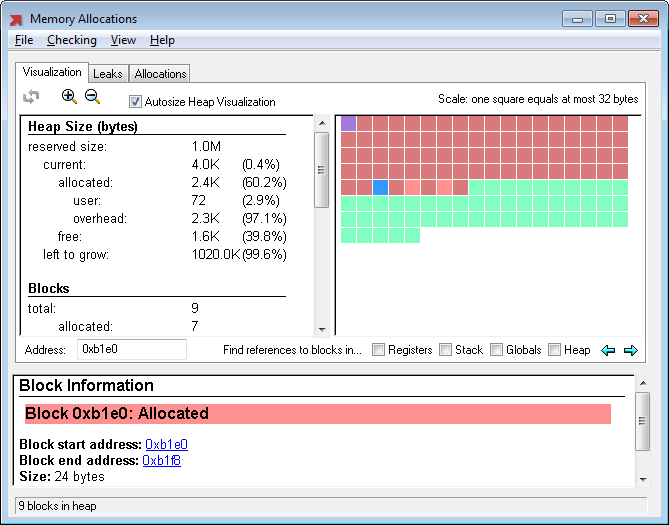 Memory Allocations
File Checking View Help
Visualization Leaks Allocations
Autosize Heap Visualization Scale: one square equals at most 32 bytes
Heap Size (bytes)
reserved size: 1.0M
current: 4.0K (0.4%)
allocated: 2.4K (60.2%)
user: 72 (2.9%)
overhead: 2.3K (97.1%)
free: 1.6K (39.8%)
left to grow: 1020.0K (99.6%)
Blocks
total: 9
allocated: 7
Address: 0xb1e0 Find references to blocks in... Registers Stack Globals Heap
Block Information
Block 0xb1e0: Allocated
Block start address: 0xb1e0
Block end address: 0xb1f8
Size: 24 bytes
9 blocks in heap